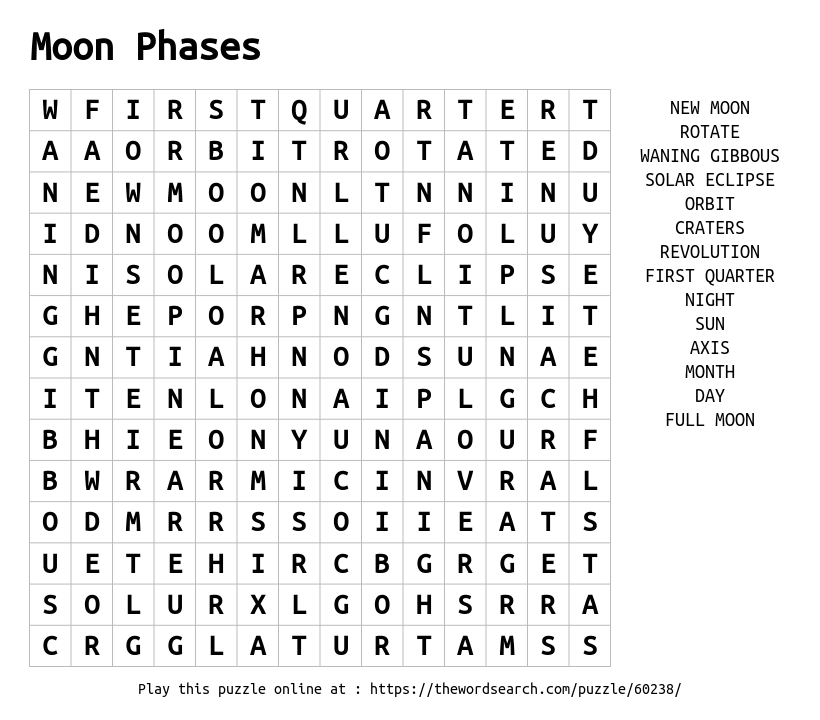 Moon Phases
W F I R S T Q U A R T E R T
A A O R B I T R O T A T E D
N E W M O O N L T N N I N U
I D N O O M L L U F O L U Y
N I S O L A R E C L I P S E
G H E P O R P N G N T L I T
G N T I A H N O D S U N A E
I T E N L O N A I P L G C H
B H I E O N Y U N A O U R F
B W R A R M I C I N V R A L
O D M R R S S O I I E A T S
U E T E H I R C B G R G E T
S O L U R X L G O H S R R A
C R G G L A T U R T A M S S
NEW MOON
ROTATE
WANING GIBBOUS
SOLAR ECLIPSE
ORBIT
CRATERS
REVOLUTION
FIRST QUARTER
NIGHT
SUN
AXIS
MONTH
DAY
FULL MOON
Play this puzzle online at : https://thewordsearch.com/puzzle/60238/